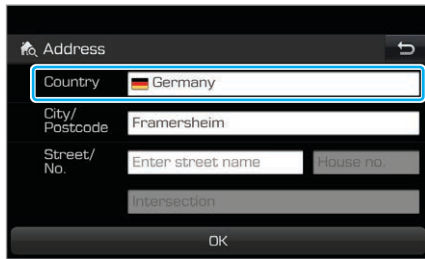 Address
Country
Germany
City/
Postcode
Framersheim
Street/
No.
Enter street name
House no.
Intersection
OK